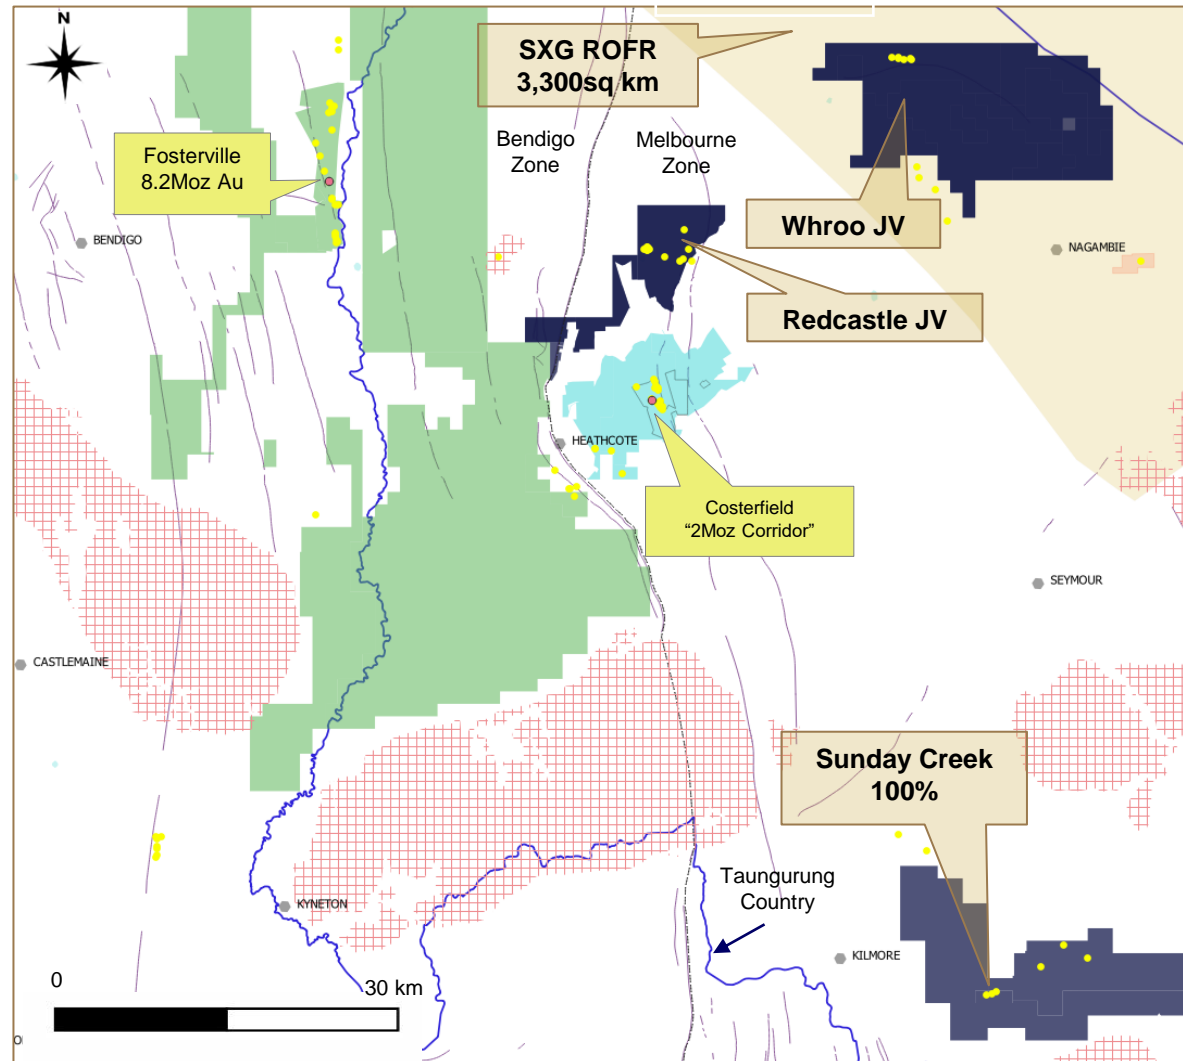 N
SXG ROFR
3,300sq km
Bendigo
Zone
Melbourne
Zone
Fosterville
8.2Moz Au
Whroo JV
BENDIGO
NAGAMBIE
Redcastle JV
HEATHCOTE
Costerfield
“2Moz Corridor”
SEYMOUR
CASTLEMAINE
Sunday Creek
100%
Taungurung
Country
KYNETON
KILMORE
0
30 km